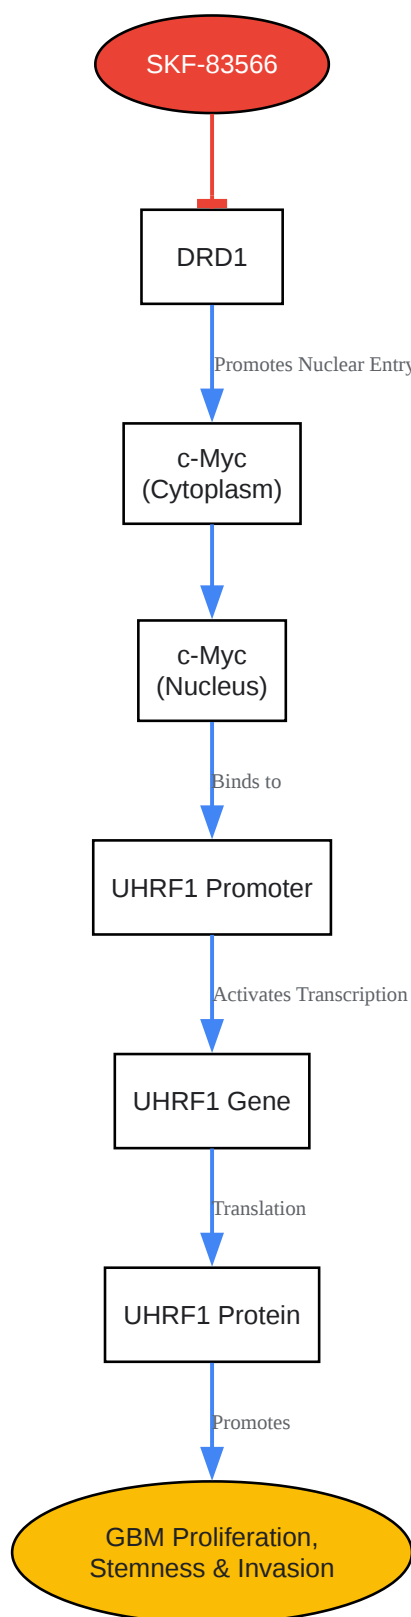 SKF-83566
DRD1
Promotes Nuclear Entry
c-Myc
(Cytoplasm)
c-Myc
(Nucleus)
Binds to
UHRF1 Promoter
Activates Transcription
UHRF1 Gene
Translation
UHRF1 Protein
Promotes
GBM Proliferation,
Stemness & Invasion